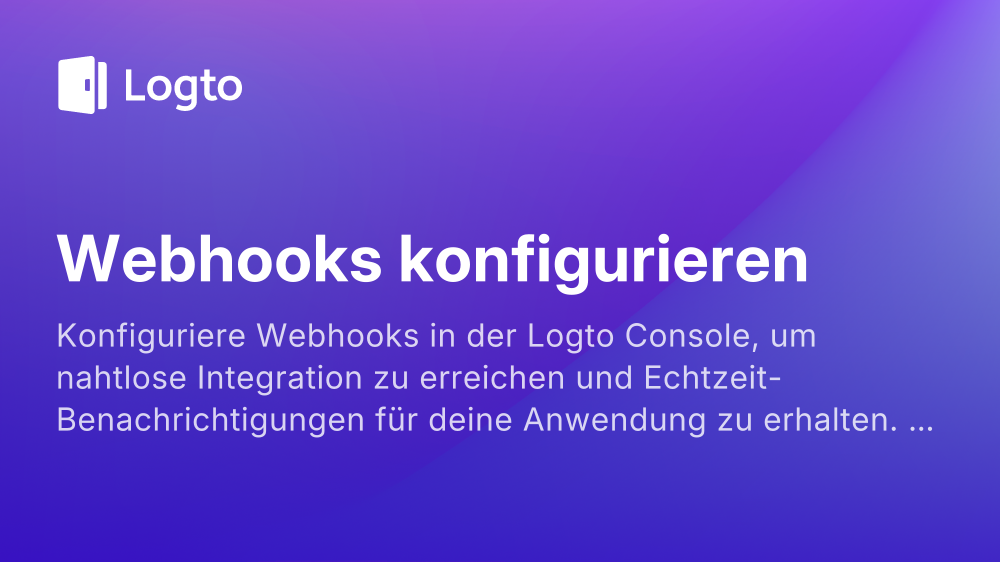 Logto
Webhooks konfigurieren
Konfiguriere Webhooks in der Logto Console, um
nahtlose Integration zu erreichen und Echtzeit-
Benachrichtigungen für deine Anwendung zu erhalten. ...